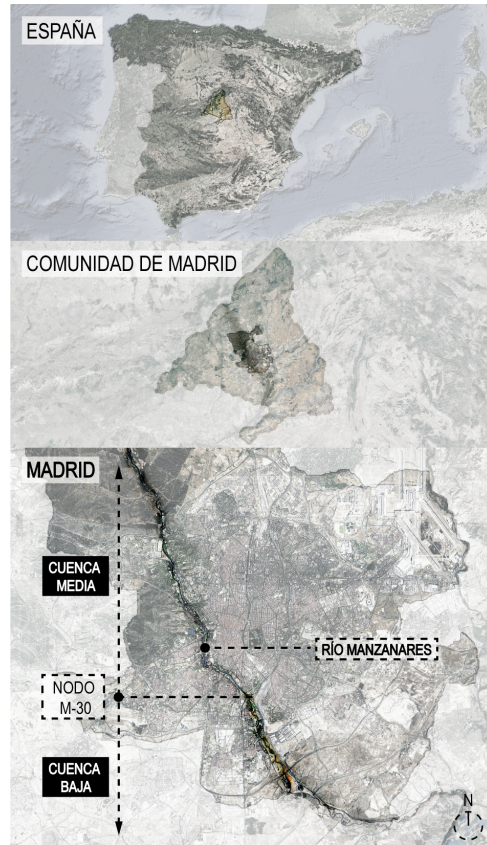 ESPAÑA
COMUNIDAD DE MADRID
MADRID
CUENCA
MEDIA
RÍO MANZANARES
NODO
M-30
CUENCA
BAJA
N